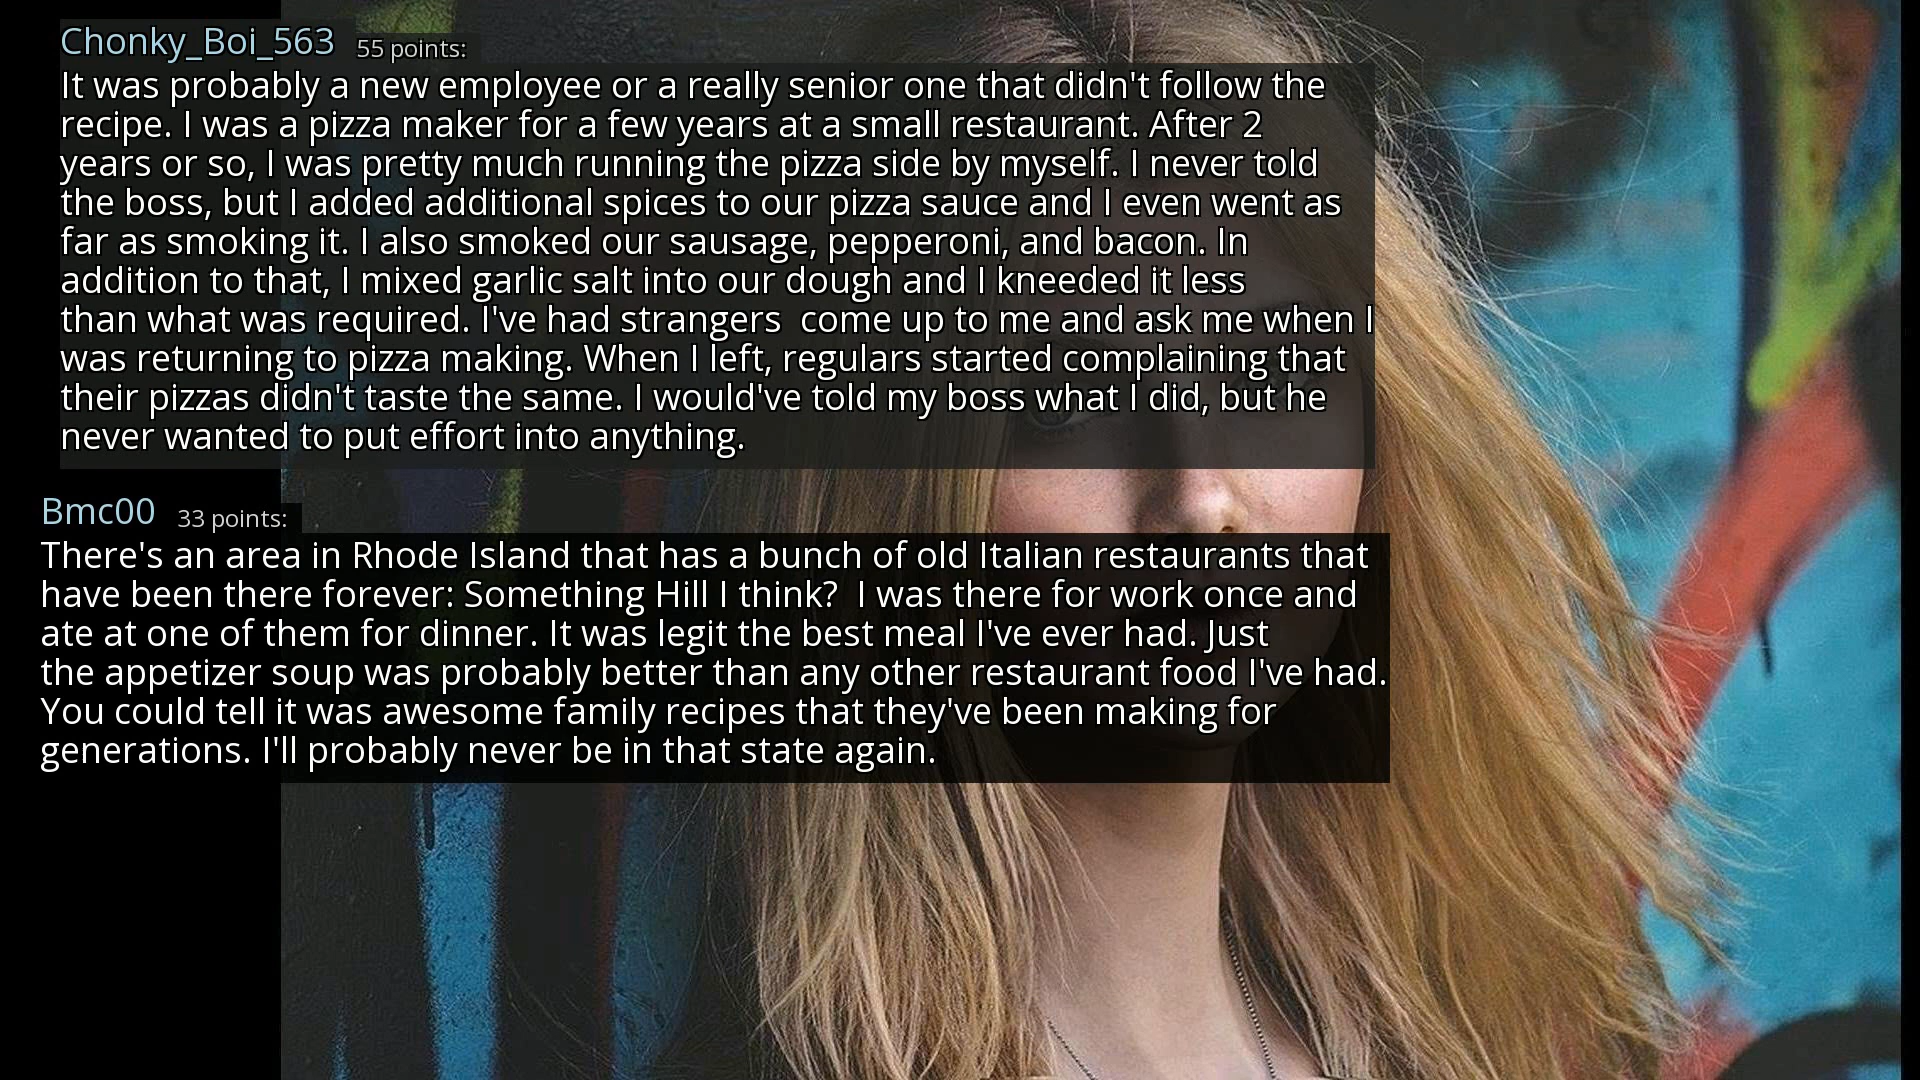 Chonky_Boi_563 55 points:
It was probably a new employee or a really senior one that didn't follow the
recipe. I was a pizza maker for a few years at a small restaurant. After 2
years or so, I was pretty much running the pizza side by myself. I never told
the boss, but I added additional spices to our pizza sauce and I even went as
far as smoking it. I also smoked our sausage, pepperoni, and bacon. In
addition to that, I mixed garlic salt into our dough and I kneeded it less
than what was required. I've had strangers  come up to me and ask me when I
was returning to pizza making. When I left, regulars started complaining that
their pizzas didn't taste the same. I would've told my boss what I did, but he
never wanted to put effort into anything.
Bmc00 33 points:
There's an area in Rhode Island that has a bunch of old Italian restaurants that
have been there forever: Something Hill I think?  I was there for work once and
ate at one of them for dinner. It was legit the best meal I've ever had. Just
the appetizer soup was probably better than any other restaurant food I've had.
You could tell it was awesome family recipes that they've been making for
generations. I'll probably never be in that state again.